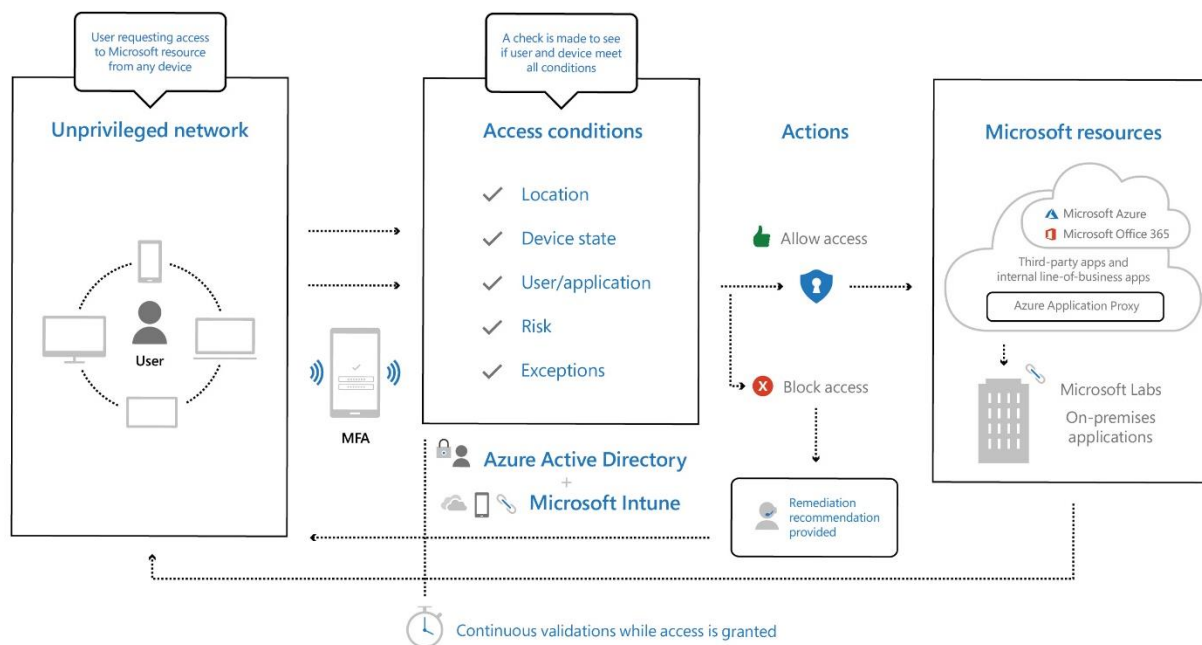 User requesting access
to Microsoft resource
from any device
Unprivileged network
User
MFA
A check is made to see
if user and device meet
all conditions
Access conditions
Location
Device state
User/application
Risk
Exceptions
Azure Active Directory
+
Microsoft Intune
Actions
Allow access
X
Block access
Remediation
recommendation
provided
Microsoft resources
Microsoft Azure
Microsoft Office 365
Third-party apps and
internal line-of-business apps
Azure Application Proxy
Microsoft Labs
On-premises
applications
Continuous validations while access is granted